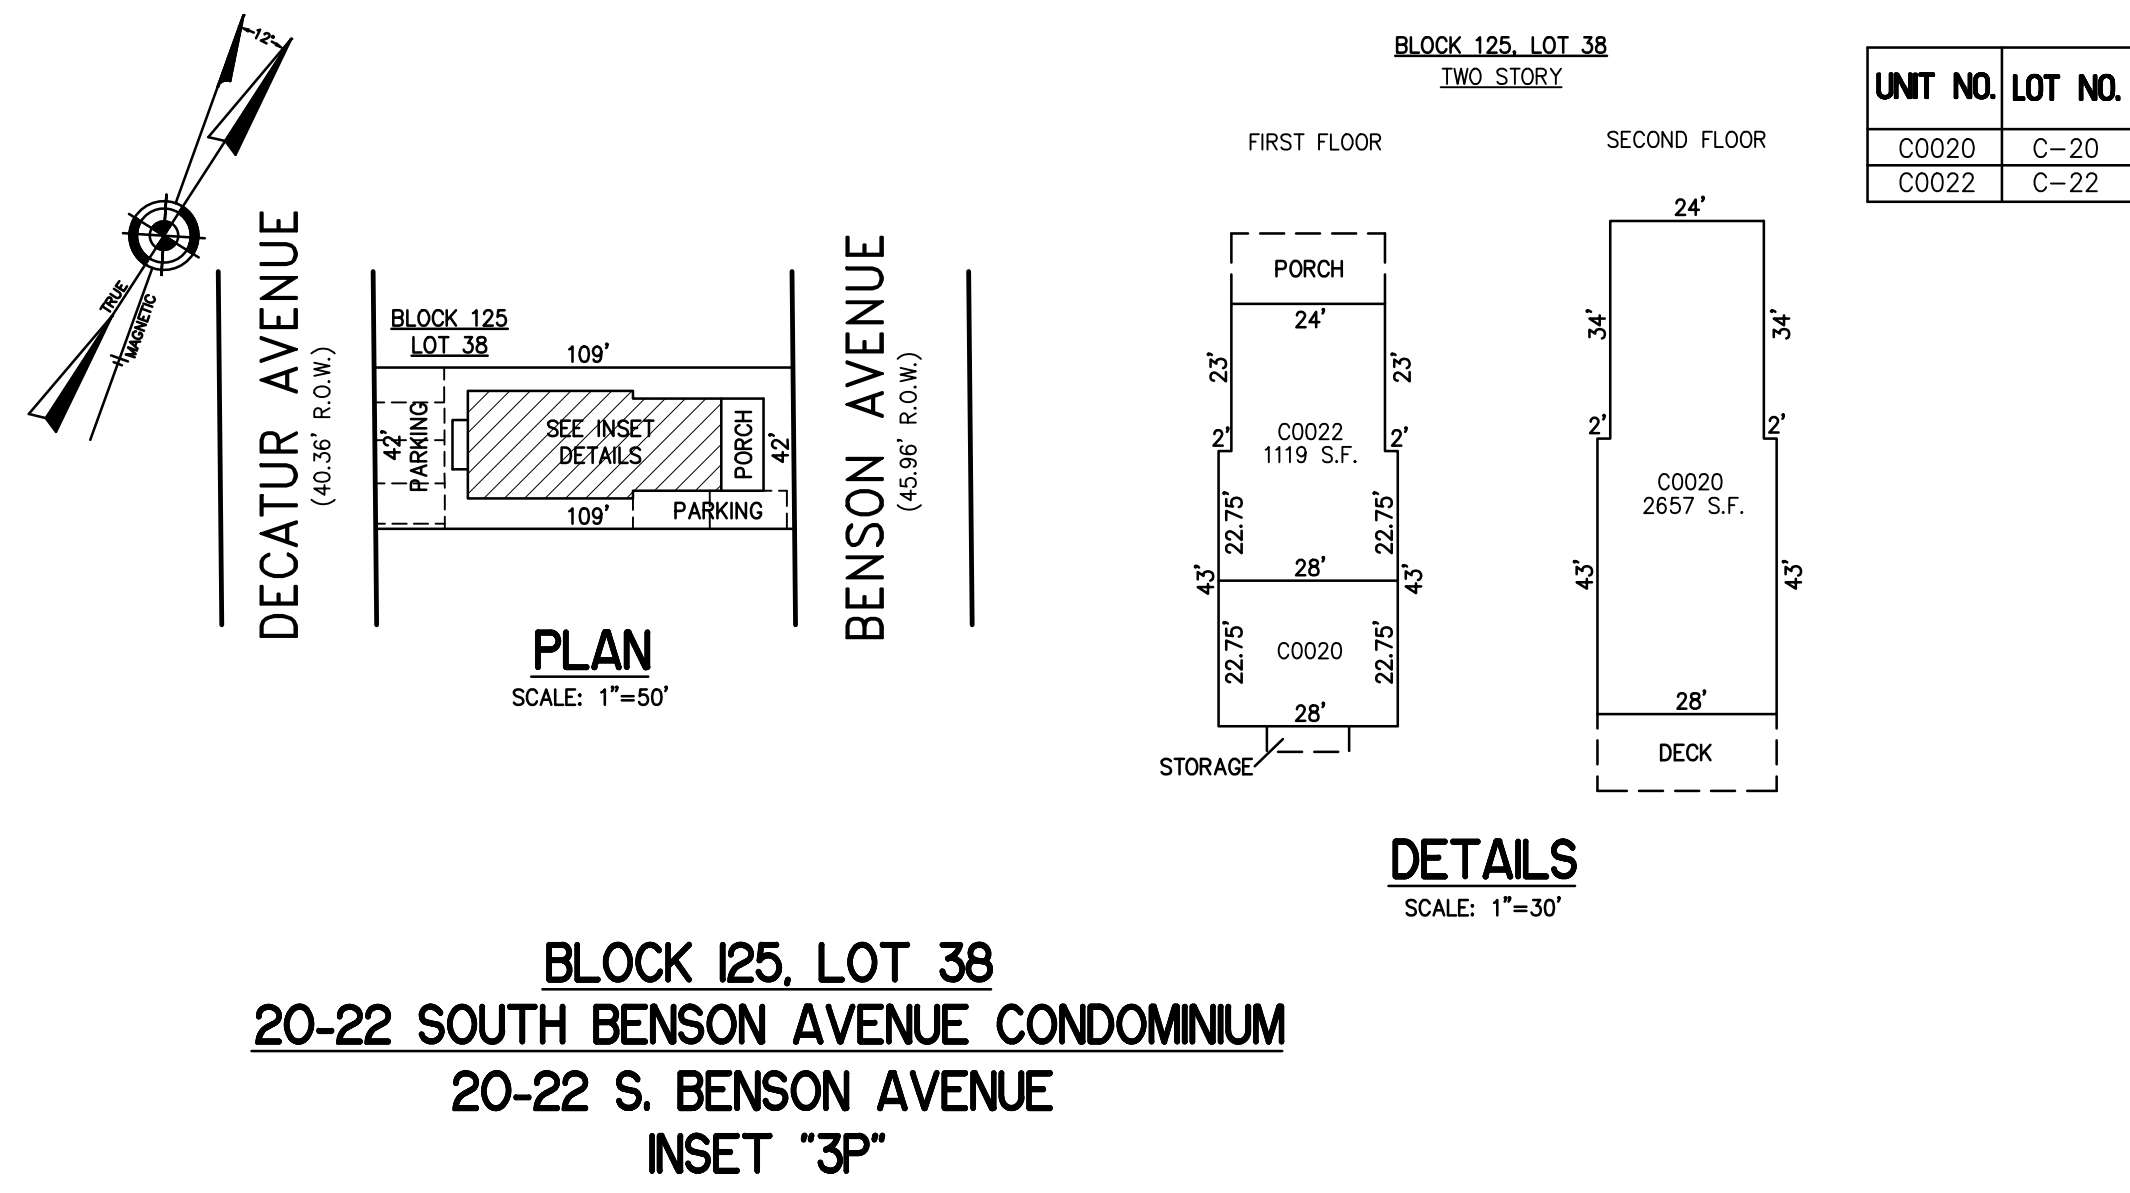 12°
TRUE
MAGNETIC
DECATUR AVENUE
(40.36' R.O.W.)
BENSON AVENUE
(45.96' R.O.W.)
BLOCK 125
LOT 38
109'
42'
PARKING
SEE INSET
DETAILS
PORCH
42'
PARKING
109'
PLAN
SCALE: 1"=50'
BLOCK 125, LOT 38
TWO STORY
FIRST FLOOR
PORCH
24'
23'
23'
2'
2'
C0022
1119 S.F.
22.75'
22.75'
28'
43'
43'
22.75'
22.75'
C0020
28'
STORAGE
SECOND FLOOR
24'
34'
34'
2'
2'
C0020
2657 S.F.
43'
43'
28'
DECK
DETAILS
SCALE: 1"=30'
UNIT NO. LOT NO.
C0020 C-20
C0022 C-22
BLOCK 125, LOT 38
20-22 SOUTH BENSON AVENUE CONDOMINIUM
20-22 S. BENSON AVENUE
INSET "3P"